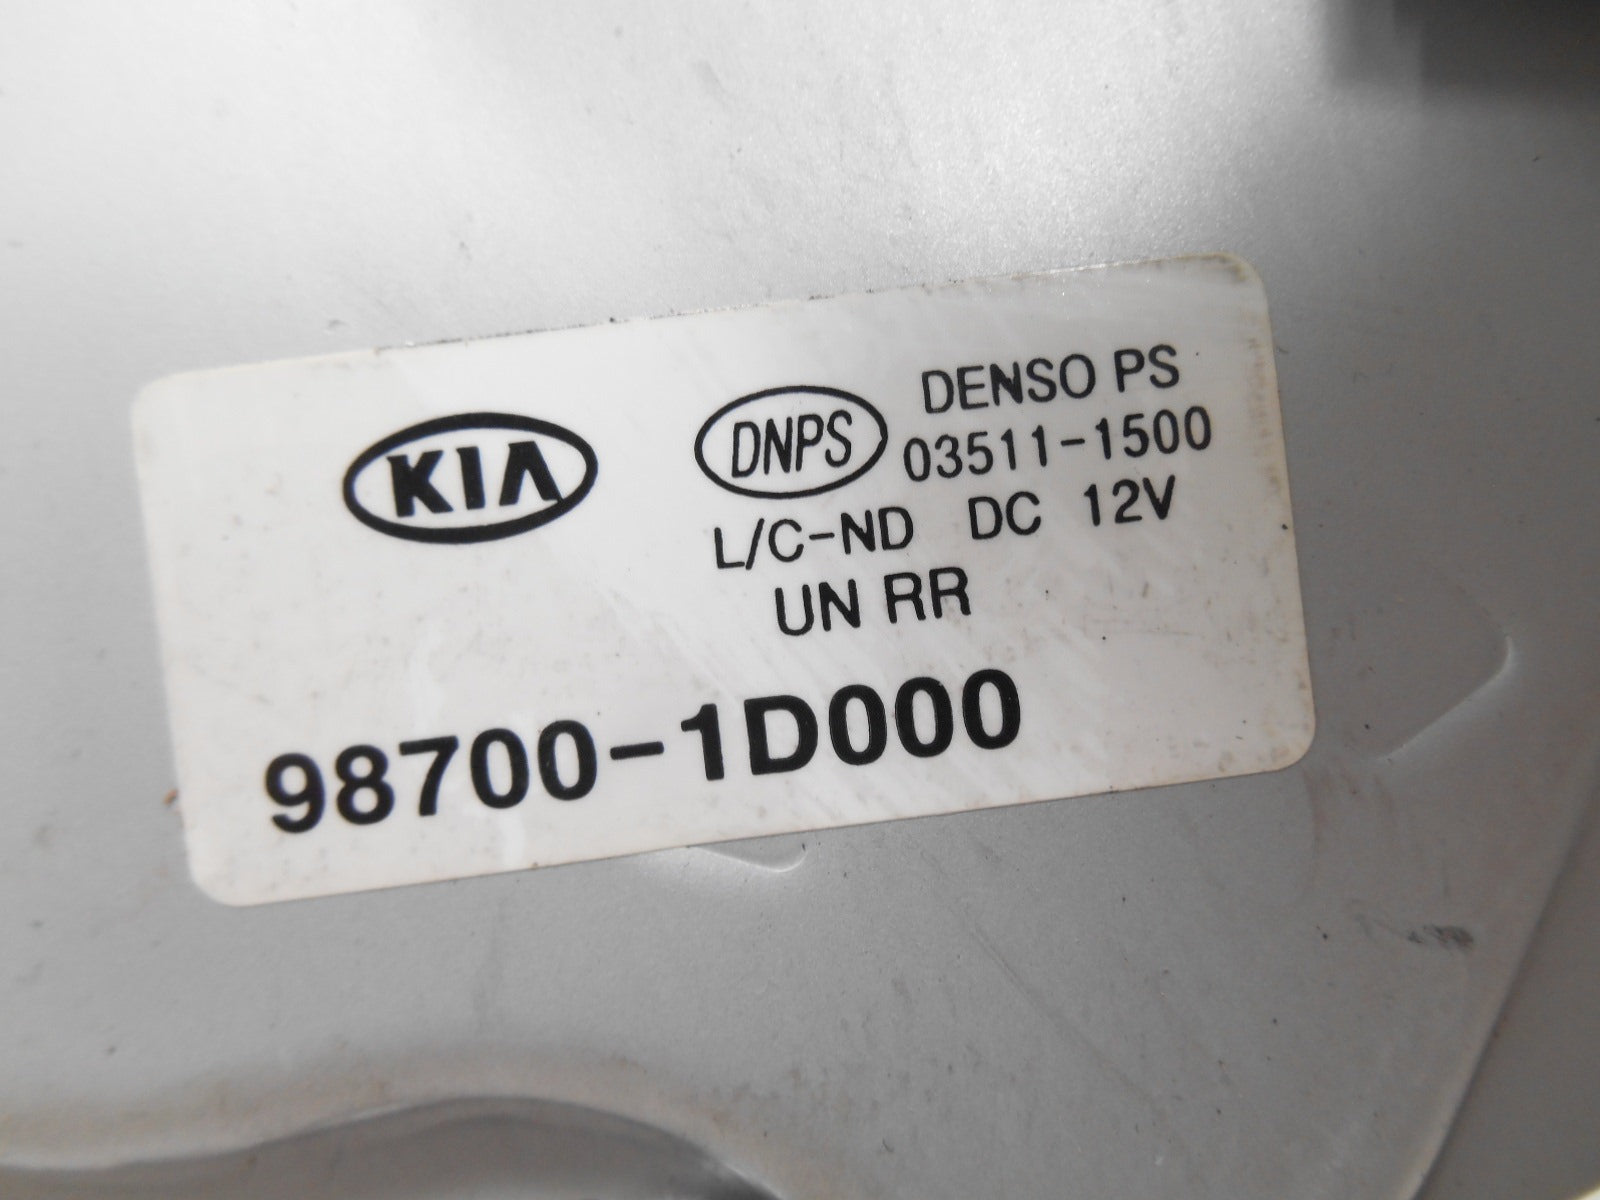 KIA
DNPS
DENSO PS
03511-1500
L/C-ND DC 12V
UN RR
98700-1D000